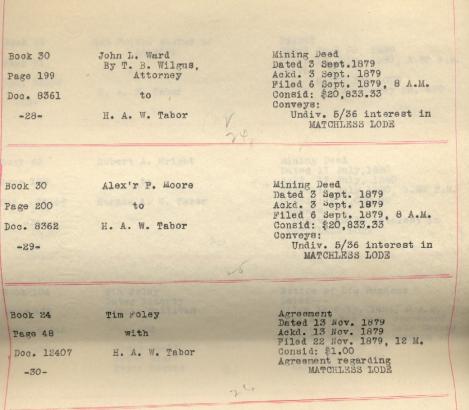 Book 30 John L. Ward Mining Deed
By T. B. Wilgus, Dated 3 Sept.1879
Page 199 Attorney Ackd. 3 Sept. 1879
Filed 6 Sept. 1879, 8 A.M.
Doc. 8361 to Consid: $20,833.33
Conveys:
-28- H. A. W. Tabor Undiv. 5/36 interest in
MATCHLESS LODE
Book 30 Alex'r P. Moore Mining Deed
Dated 3 Sept. 1879
Page 200 to Ackd. 3 Sept. 1879
Filed 6 Sept. 1879, 8 A.M.
Doc. 8362 H. A. W. Tabor Consid: $20,833.33
Conveys:
-29- Undiv. 5/36 interest in
MATCHLESS LODE
Book 24 Tim Foley Agreement
Dated 13 Nov. 1879
Page 48 with Ackd. 13 Nov. 1879
Filed 22 Nov. 1879, 12 M.
Doc. 12407 H. A. W. Tabor Consid: $1.00
Agreement regarding
-30- MATCHLESS LODE